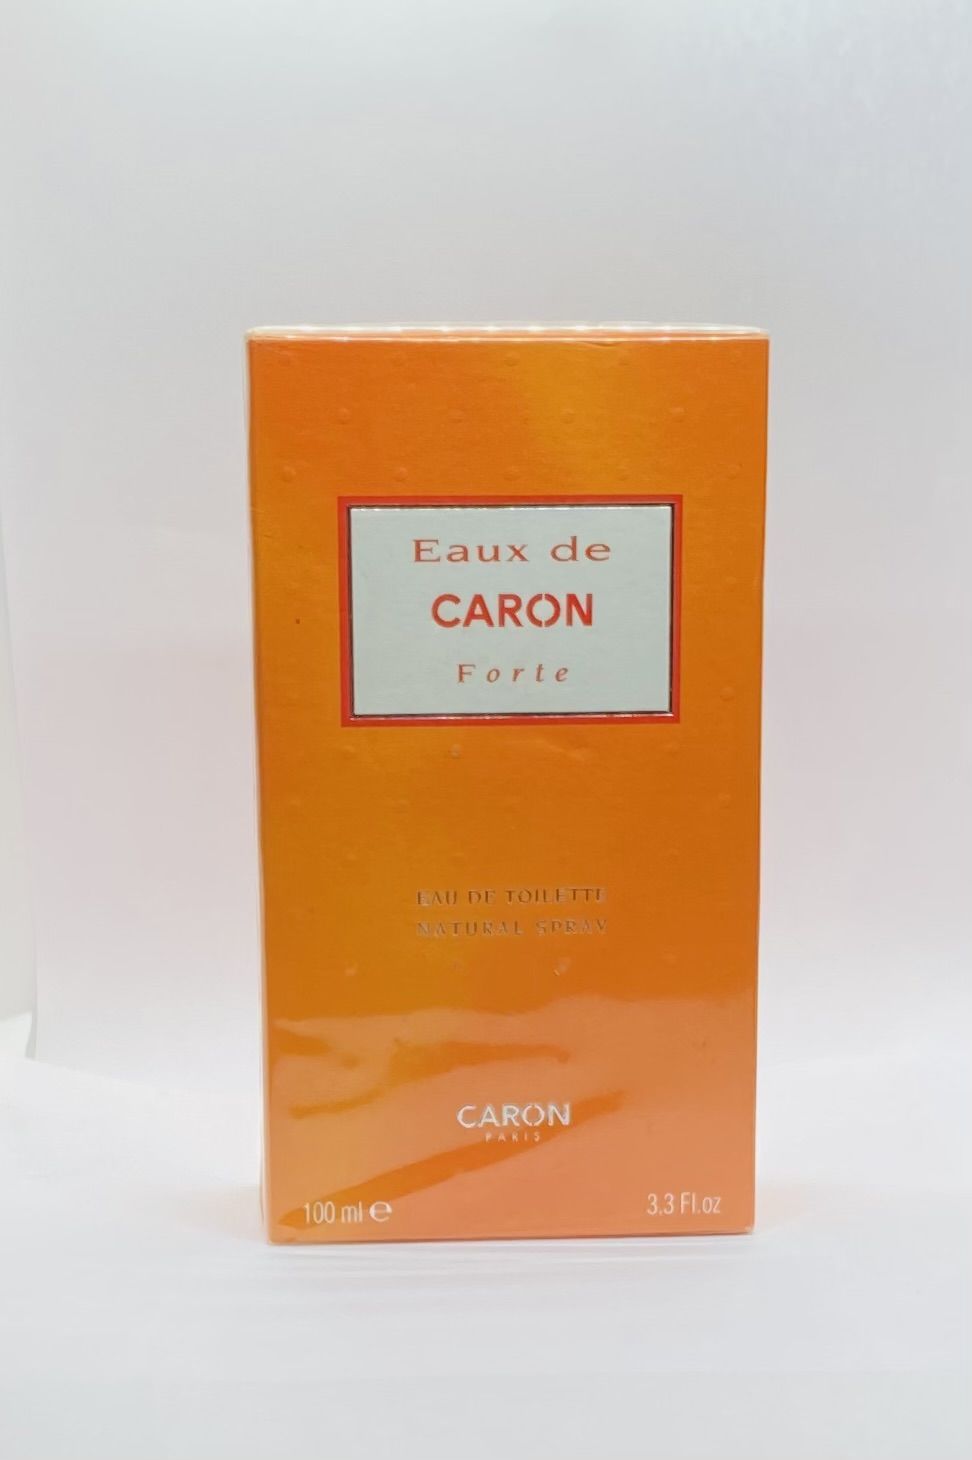 Eaux de
CARON
Forte
EAU DE TOILETTE
NATURAL SPRAY
CARON
PARIS
100 ml ℮
3.3 Fl.oz